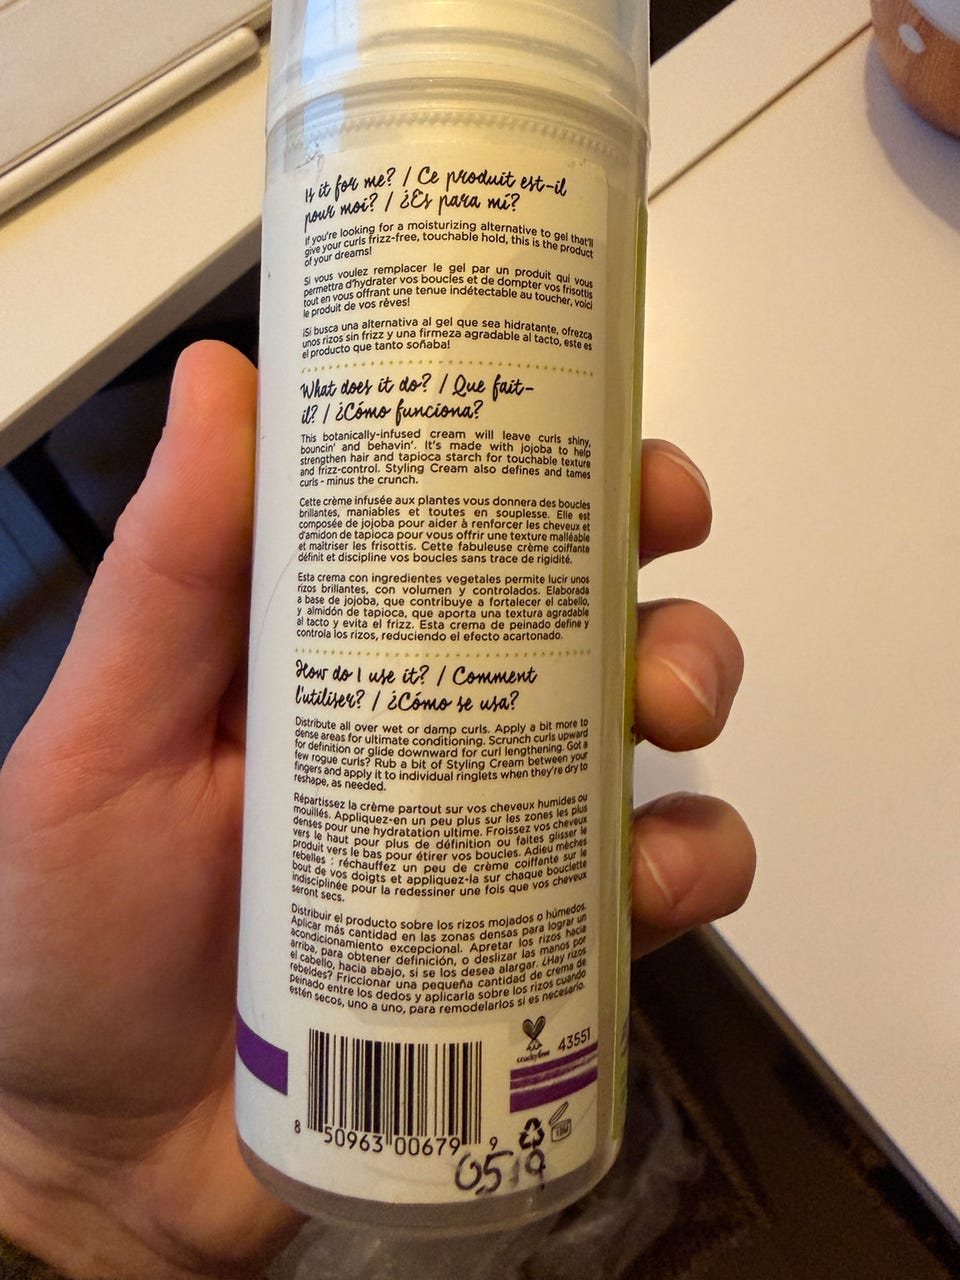 Is it for me? / Ce produit est-il
pour moi? / ¿Es para mí?
If you're looking for a moisturizing alternative to gel that'll
give your curls frizz-free, touchable hold, this is the product
of your dreams!
Si vous voulez remplacer le gel par un produit qui vous
permettra d'hydrater vos boucles et de dompter vos frisottis
tout en vous offrant une tenue indétectable au toucher, voici
le produit de vos rêves!
¡Si busca una alternativa al gel que sea hidratante, ofrezca
unos rizos sin frizz y una firmeza agradable al tacto, este es
el producto que tanto soñaba!
What does it do? / Que fait-
il? / ¿Cómo funciona?
This botanically-infused cream will leave curls shiny,
bouncin' and behavin'. It's made with jojoba to help
strengthen hair and tapioca starch for touchable texture
and frizz-control. Styling Cream also defines and tames
curls - minus the crunch.
Cette crème infusée aux plantes vous donnera des boucles
brillantes, maniables et toutes en souplesse. Elle est
composée de jojoba pour aider à renforcer les cheveux et
d'amidon de tapioca pour vous offrir une texture malléable
et maîtriser les frisottis. Cette fabuleuse crème coiffante
définit et discipline vos boucles sans trace de rigidité.
Esta crema con ingredientes vegetales permite lucir unos
rizos brillantes, con volumen y controlados. Elaborada
a base de jojoba, que contribuye a fortalecer el cabello,
y almidón de tapioca, que aporta una textura agradable
al tacto y evita el frizz. Esta crema de peinado define y
controla los rizos, reduciendo el efecto acartonado.
How do I use it? / Comment
l'utiliser? / ¿Cómo se usa?
Distribute all over wet or damp curls. Apply a bit more to
dense areas for ultimate conditioning. Scrunch curls upward
for definition or glide downward for curl lengthening. Got a
few rogue curls? Rub a bit of Styling Cream between your
fingers and apply it to individual ringlets when they're dry to
reshape, as needed.
Répartissez la crème partout sur vos cheveux humides ou
mouillés. Appliquez-en un peu plus sur les zones les plus
denses pour une hydratation ultime. Froissez vos cheveux
vers le haut pour plus de définition ou faites glisser le
produit vers le bas pour étirer vos boucles. Adieu mèches
rebelles : réchauffez un peu de crème coiffante sur le
bout de vos doigts et appliquez-la sur chaque bouclette
indisciplinée pour la redessiner une fois que vos cheveux
seront secs.
Distribuir el producto sobre los rizos mojados o húmedos.
Aplicar más cantidad en las zonas densas para lograr un
acondicionamiento excepcional. Apretar los rizos hacia
arriba, para obtener definición, o deslizar las manos por
el cabello, hacia abajo, si se los desea alargar. ¿Hay rizos
rebeldes? Friccionar una pequeña cantidad de crema de
peinado entre los dedos y aplicarla sobre los rizos cuando
estén secos, uno a uno, para remodelarlos si es necesario.
crueltyfree 43551
8 50963 00679 9
0519